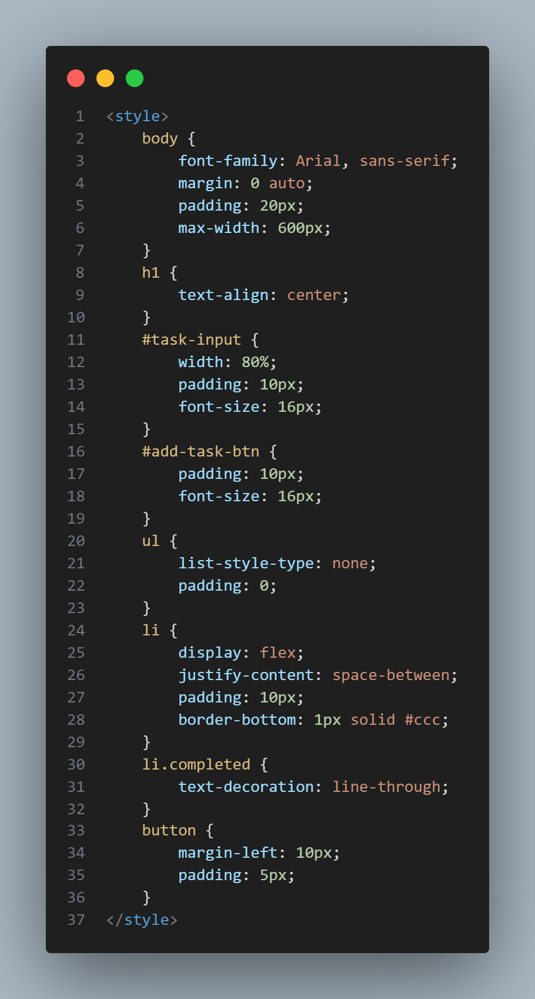 1 <style>
2     body {
3         font-family: Arial, sans-serif;
4         margin: 0 auto;
5         padding: 20px;
6         max-width: 600px;
7     }
8     h1 {
9         text-align: center;
10     }
11     #task-input {
12         width: 80%;
13         padding: 10px;
14         font-size: 16px;
15     }
16     #add-task-btn {
17         padding: 10px;
18         font-size: 16px;
19     }
20     ul {
21         list-style-type: none;
22         padding: 0;
23     }
24     li {
25         display: flex;
26         justify-content: space-between;
27         padding: 10px;
28         border-bottom: 1px solid #ccc;
29     }
30     li.completed {
31         text-decoration: line-through;
32     }
33     button {
34         margin-left: 10px;
35         padding: 5px;
36     }
37 </style>